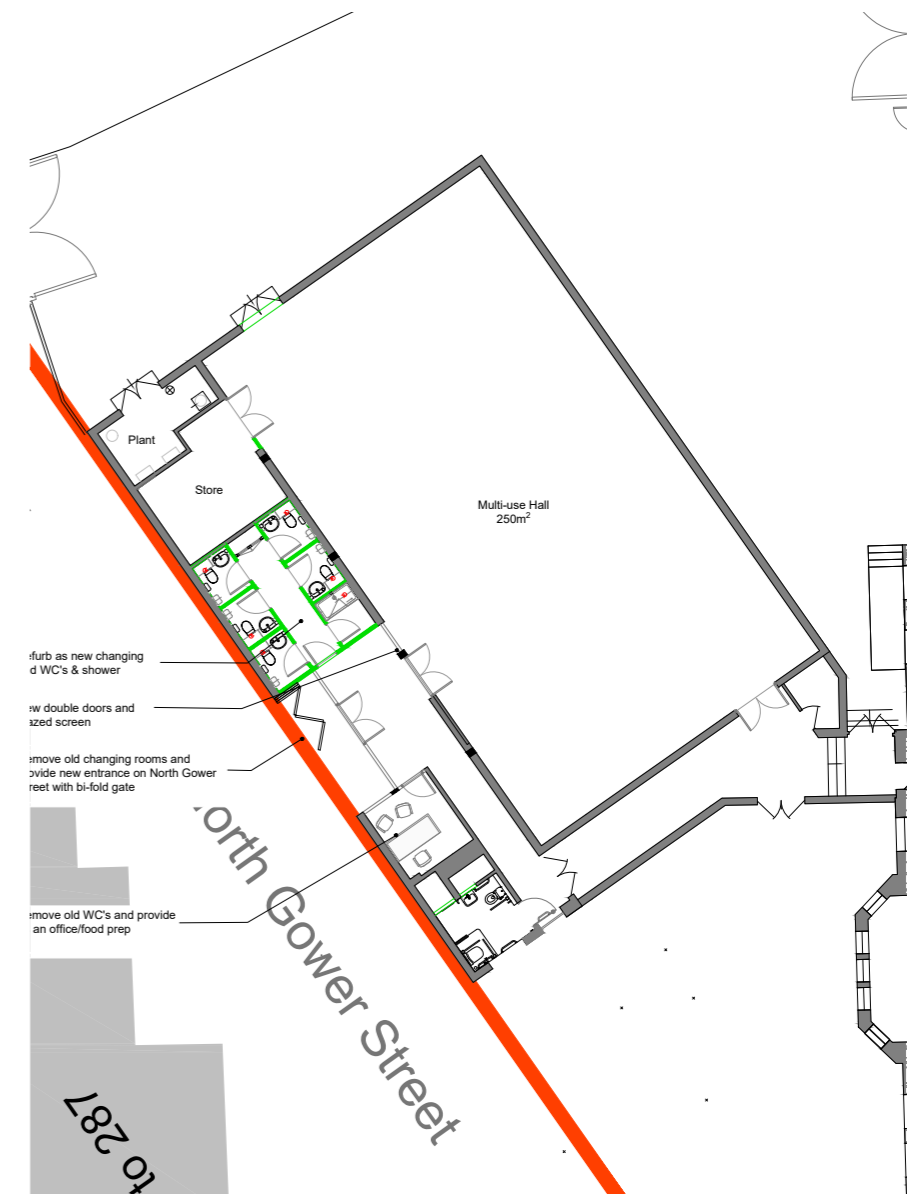 Plant
Store
Multi-use Hall
250m²
efurb as new changing
d WC's & shower
ew double doors and
azed screen
emove old changing rooms and
ovide new entrance on North Gower
reet with bi-fold gate
emove old WC's and provide
an office/food prep
orth Gower Street
to 287